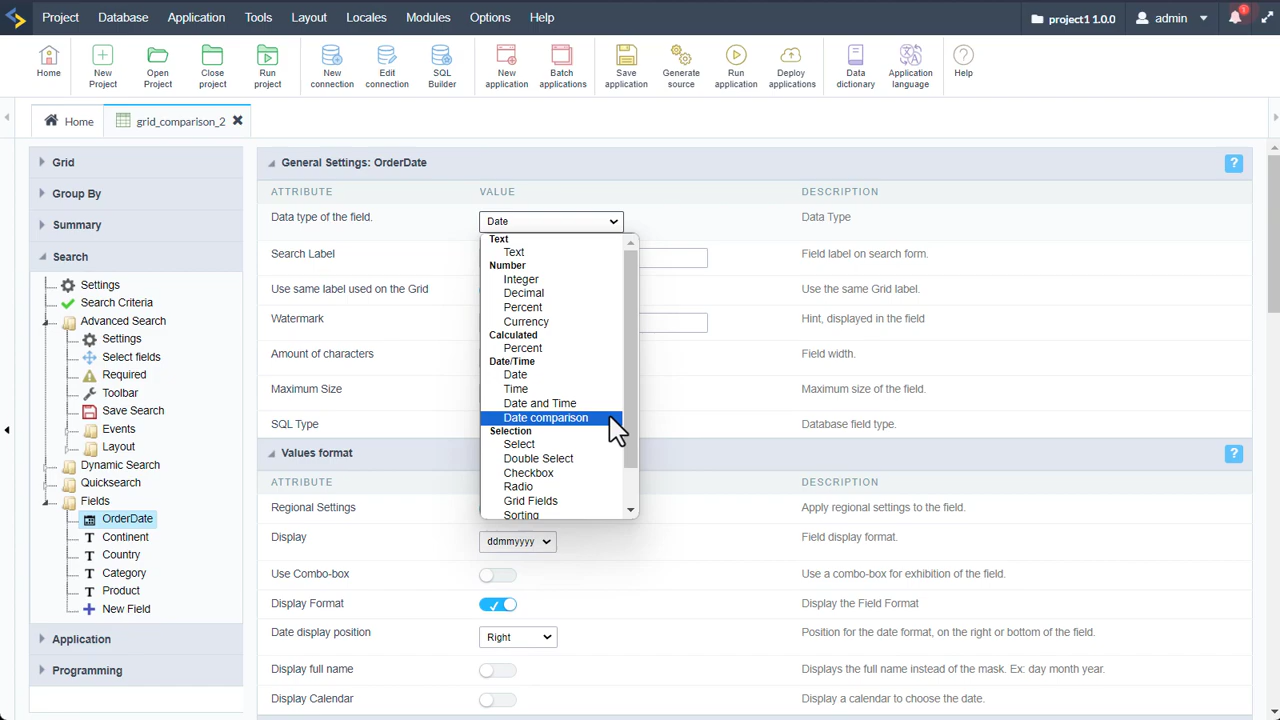 Project Database Application Tools Layout Locales Modules Options Help project1 1.0.0 admin 1
Home New Project Open Project Close project Run project New connection Edit connection SQL Builder New application Batch applications Save application Generate source Run application Deploy applications Data dictionary Application language Help
Home grid_comparison_2
Grid
Group By
Summary
Search
Settings
Search Criteria
Advanced Search
Settings
Select fields
Required
Toolbar
Save Search
Events
Layout
Dynamic Search
Quicksearch
Fields
OrderDate
Continent
Country
Category
Product
New Field
Application
Programming
General Settings: OrderDate ?
ATTRIBUTE VALUE DESCRIPTION
Data type of the field. Date Data Type
Search Label Field label on search form.
Use same label used on the Grid Use the same Grid label.
Watermark Hint, displayed in the field
Amount of characters Field width.
Maximum Size Maximum size of the field.
SQL Type Database field type.
Text
Text
Number
Integer
Decimal
Percent
Currency
Calculated
Percent
Date/Time
Date
Time
Date and Time
Date comparison
Selection
Select
Double Select
Checkbox
Radio
Grid Fields
Sorting
Values format ?
ATTRIBUTE DESCRIPTION
Regional Settings Apply regional settings to the field.
Display ddmmyyyy Field display format.
Use Combo-box Use a combo-box for exhibition of the field.
Display Format Display the Field Format
Date display position Right Position for the date format, on the right or bottom of the field.
Display full name Displays the full name instead of the mask. Ex: day month year.
Display Calendar Display a calendar to choose the date.